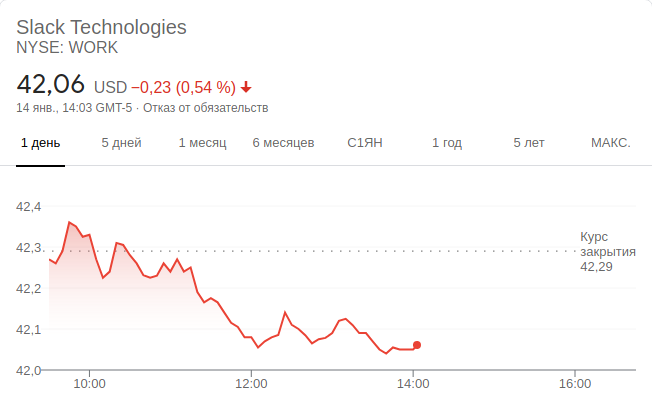 Slack Technologies
NYSE: WORK
42,06 USD −0,23 (0,54 %)
14 янв., 14:03 GMT-5 · Отказ от обязательств
1 день 5 дней 1 месяц 6 месяцев С1ЯН 1 год 5 лет МАКС.
42,4
42,3
42,2
42,1
42,0
Курс
закрытия
42,29
10:00 12:00 14:00 16:00